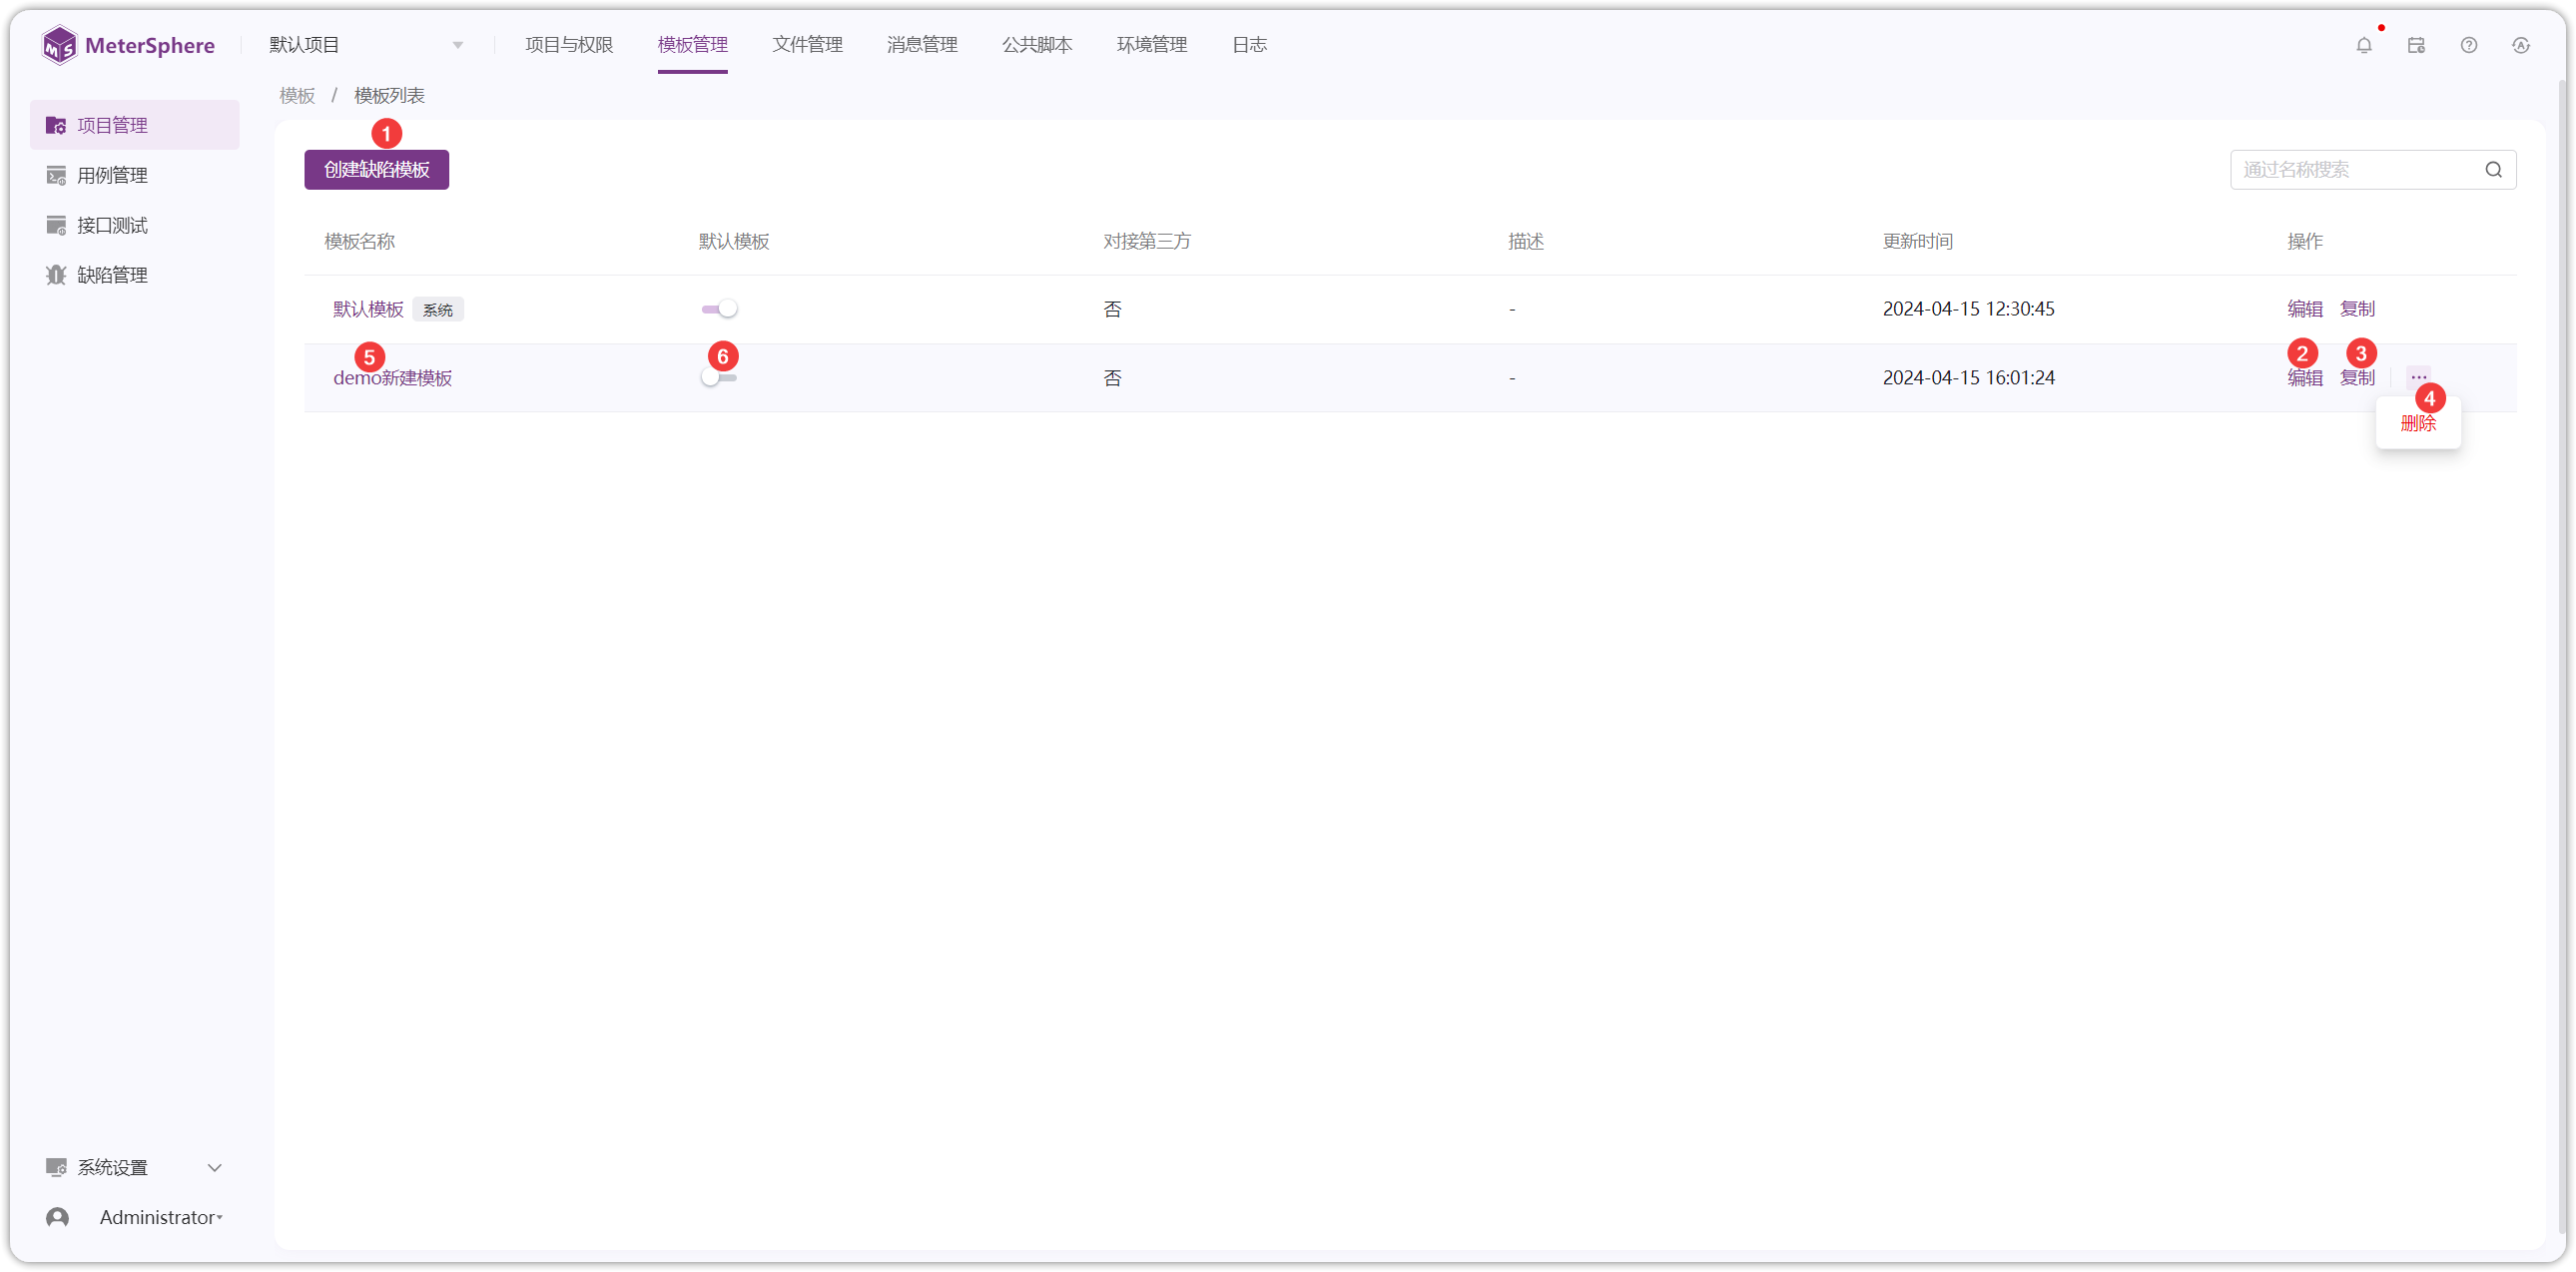 MeterSphere 默认项目 项目与权限 模板管理 文件管理 消息管理 公共脚本 环境管理 日志
模板 / 模板列表
项目管理
用例管理
接口测试
缺陷管理
1
创建缺陷模板 通过名称搜索
模板名称 默认模板 对接第三方 描述 更新时间 操作
默认模板 系统 否 - 2024-04-15 12:30:45 编辑 复制
5 6 2 3
demo新建模板 否 - 2024-04-15 16:01:24 编辑 复制 ...
4
删除
系统设置
Administrator